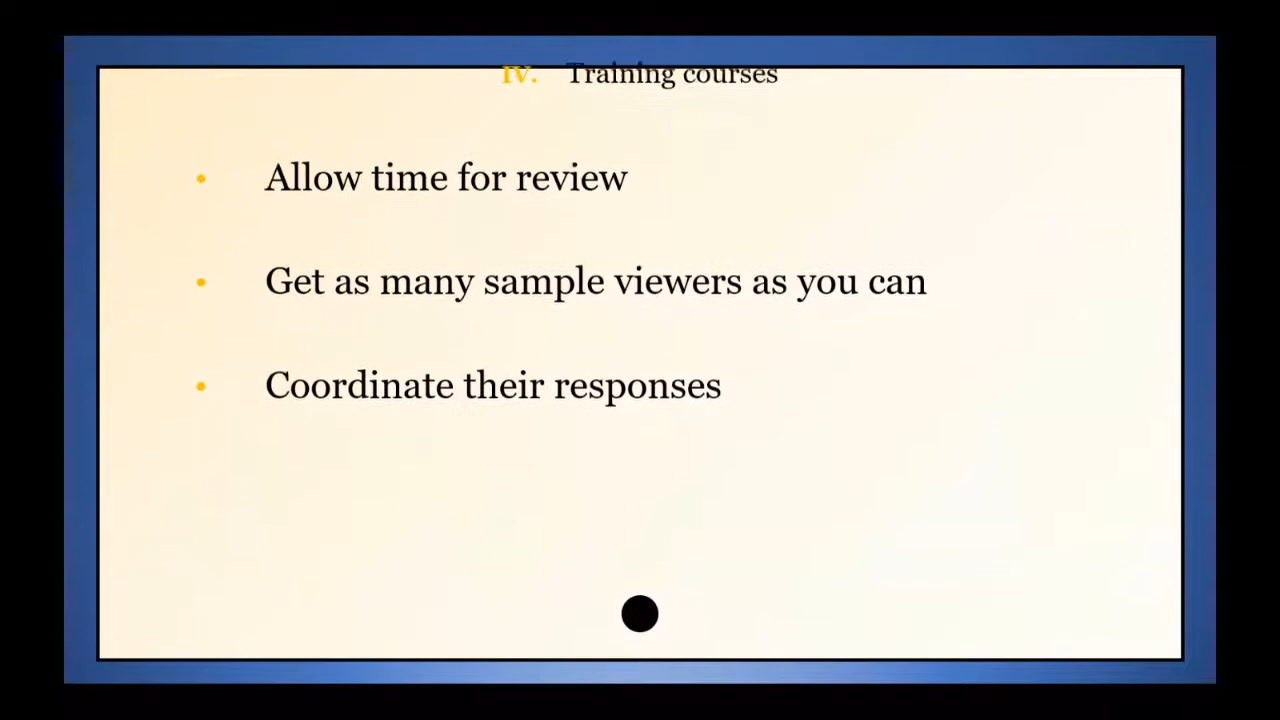 IV. Training courses
• Allow time for review
• Get as many sample viewers as you can
• Coordinate their responses